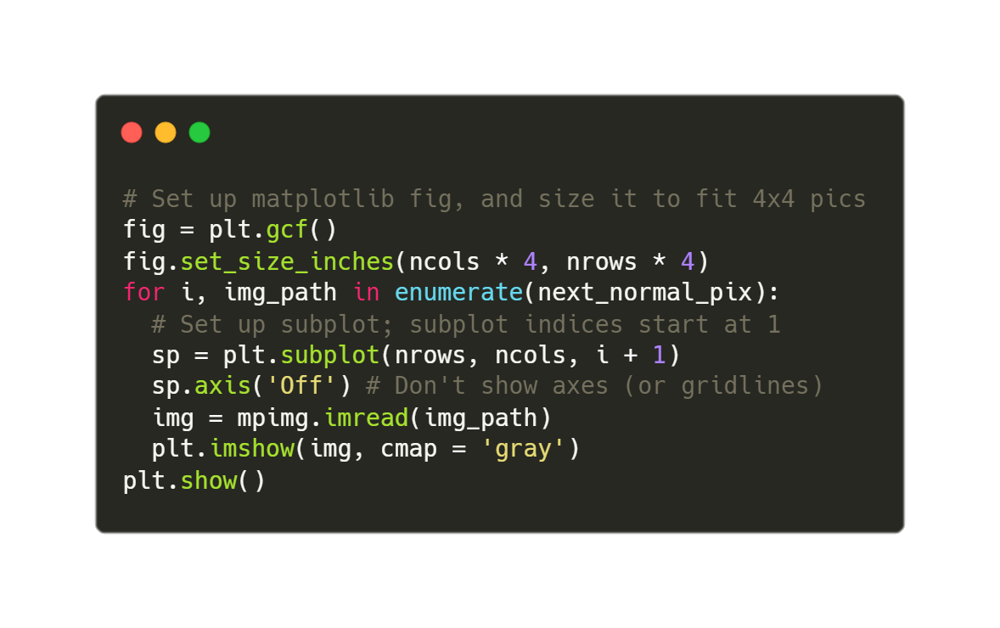 # Set up matplotlib fig, and size it to fit 4x4 pics
fig = plt.gcf()
fig.set_size_inches(ncols * 4, nrows * 4)
for i, img_path in enumerate(next_normal_pix):
  # Set up subplot; subplot indices start at 1
  sp = plt.subplot(nrows, ncols, i + 1)
  sp.axis('Off') # Don't show axes (or gridlines)
  img = mpimg.imread(img_path)
  plt.imshow(img, cmap = 'gray')
plt.show()